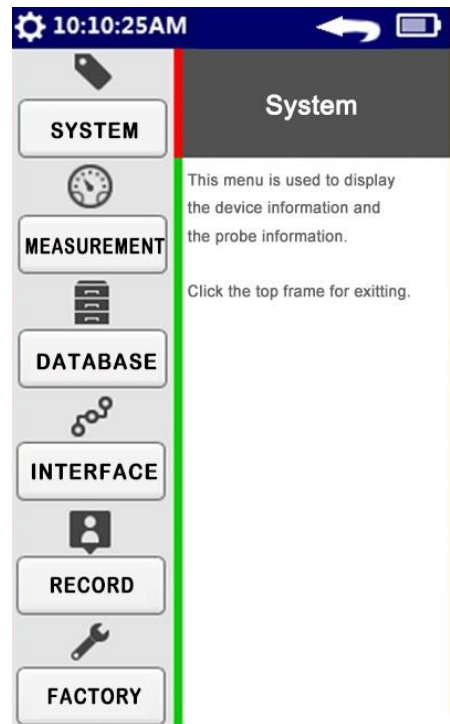 10:10:25AM
SYSTEM
MEASUREMENT
DATABASE
INTERFACE
RECORD
FACTORY
System
This menu is used to display
the device information and
the probe information.
Click the top frame for exitting.